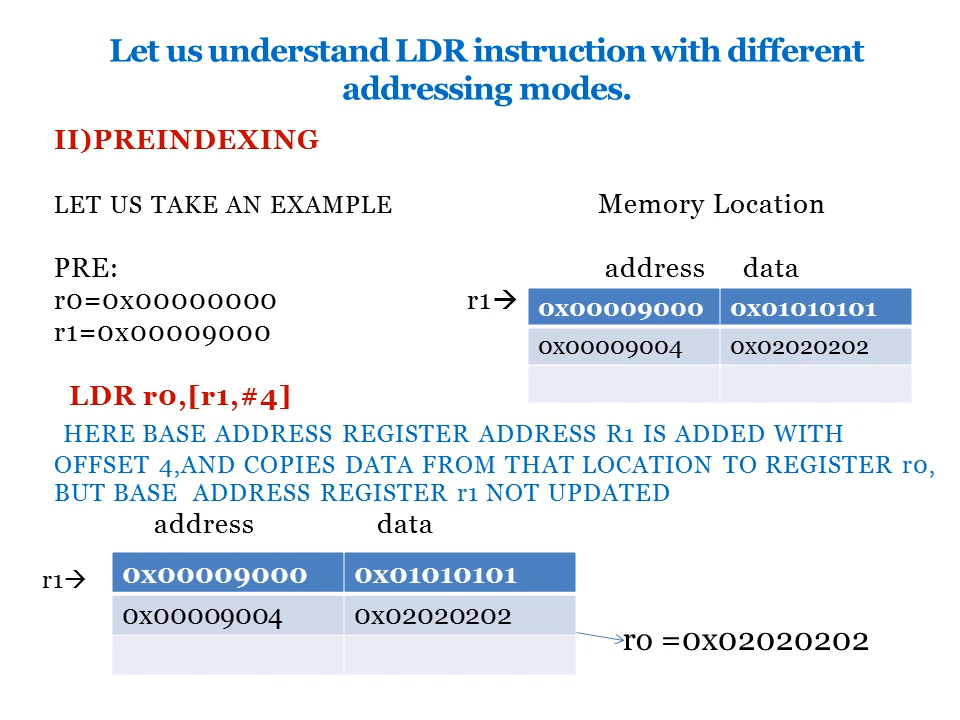 Let us understand LDR instruction with different
addressing modes.
II)PREINDEXING
LET US TAKE AN EXAMPLE
Memory Location
PRE:
address data
r0=0x00000000
r1→
0x00009000 0x01010101
r1=0x00009000
0x00009004 0x02020202
LDR r0,[r1,#4]
HERE BASE ADDRESS REGISTER ADDRESS R1 IS ADDED WITH
OFFSET 4,AND COPIES DATA FROM THAT LOCATION TO REGISTER r0,
BUT BASE ADDRESS REGISTER r1 NOT UPDATED
address data
r1→
0x00009000 0x01010101
0x00009004 0x02020202
r0 =0x02020202